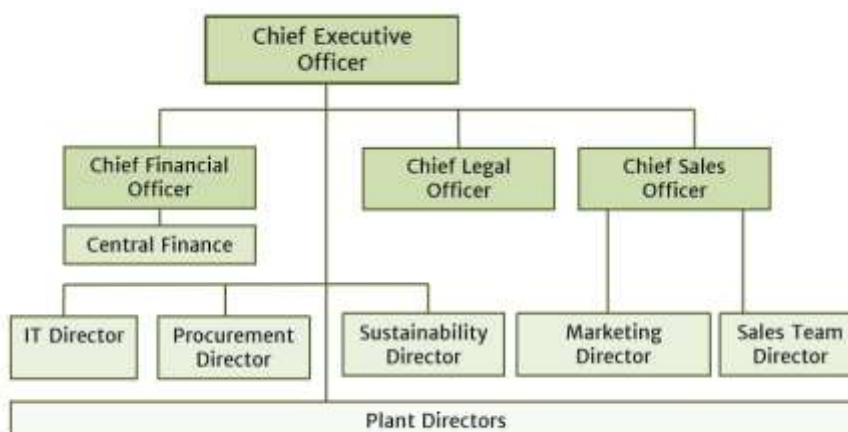 Chief Executive
Officer
Chief Financial
Officer
Chief Legal
Officer
Chief Sales
Officer
Central Finance
IT Director
Procurement
Director
Sustainability
Director
Marketing
Director
Sales Team
Director
Plant Directors